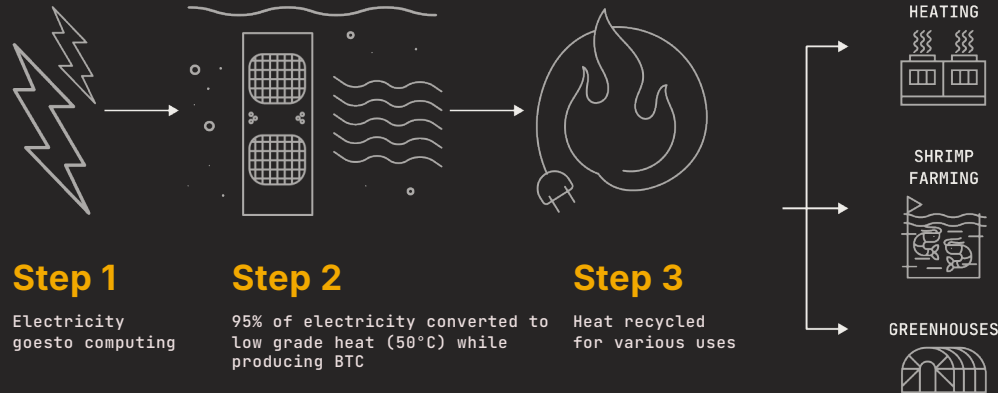 Step 1
Electricity
goesto computing
Step 2
95% of electricity converted to
low grade heat (50°C) while
producing BTC
Step 3
Heat recycled
for various uses
HEATING
SHRIMP
FARMING
GREENHOUSES